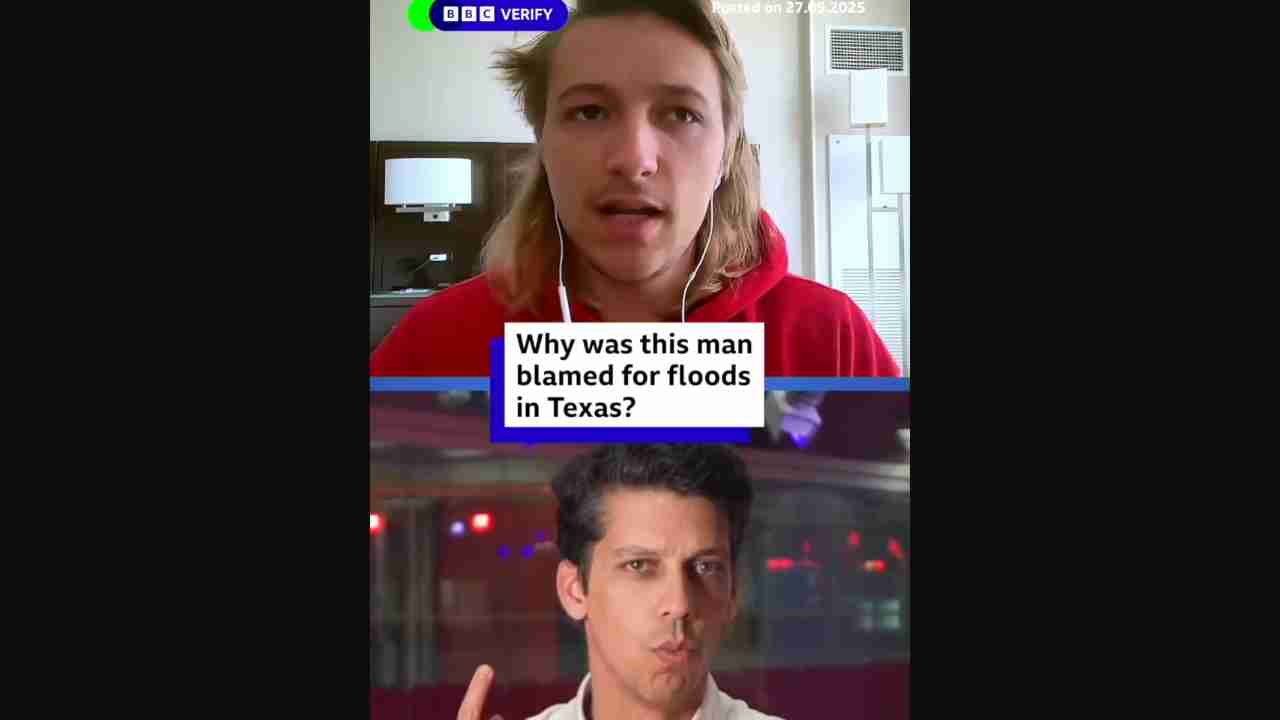 BBC VERIFY
Posted on 27.09.2025
Why was this man
blamed for floods
in Texas?